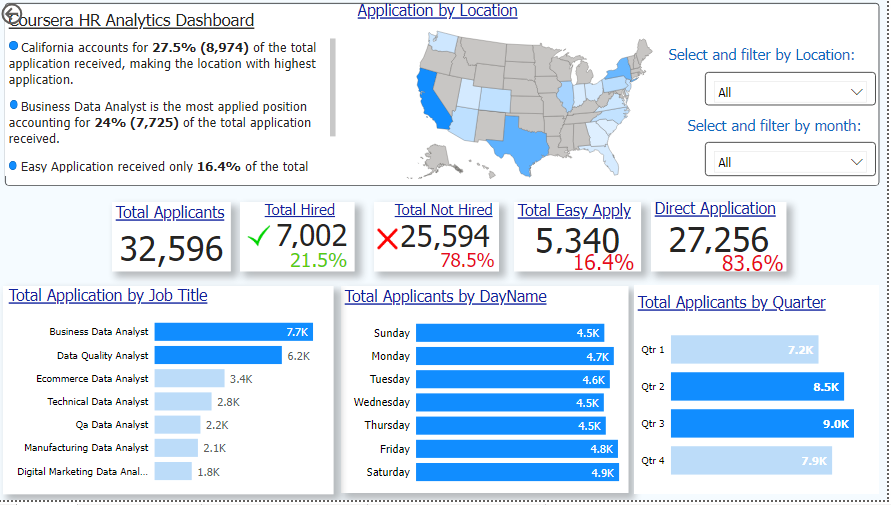 Coursera HR Analytics Dashboard
California accounts for 27.5% (8,974) of the total
application received, making the location with highest
application.
Business Data Analyst is the most applied position
accounting for 24% (7,725) of the total application
received.
Easy Application received only 16.4% of the total
Application by Location
Select and filter by Location:
All
Select and filter by month:
All
Total Applicants
32,596
Total Hired
7,002
21.5%
Total Not Hired
25,594
78.5%
Total Easy Apply
5,340
16.4%
Direct Application
27,256
83.6%
Total Application by Job Title
Business Data Analyst 7.7K
Data Quality Analyst 6.2K
Ecommerce Data Analyst 3.4K
Technical Data Analyst 2.8K
Qa Data Analyst 2.2K
Manufacturing Data Analyst 2.1K
Digital Marketing Data Anal... 1.8K
Total Applicants by DayName
Sunday 4.5K
Monday 4.7K
Tuesday 4.6K
Wednesday 4.5K
Thursday 4.5K
Friday 4.8K
Saturday 4.9K
Total Applicants by Quarter
Qtr 1 7.2K
Qtr 2 8.5K
Qtr 3 9.0K
Qtr 4 7.9K